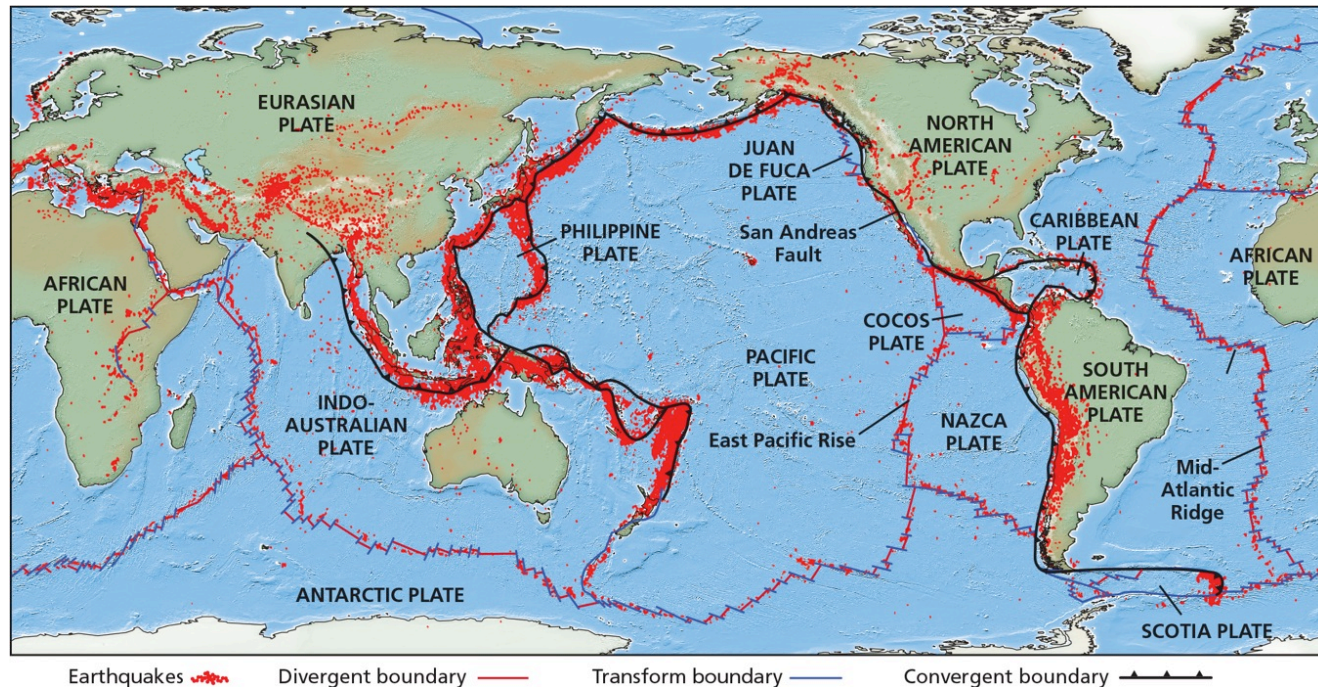 EURASIAN
PLATE
NORTH
AMERICAN
PLATE
JUAN
DE FUCA
PLATE
San Andreas
Fault
CARIBBEAN
PLATE
PHILIPPINE
PLATE
AFRICAN
PLATE
AFRICAN
PLATE
COCOS
PLATE
PACIFIC
PLATE
SOUTH
AMERICAN
PLATE
INDO-
AUSTRALIAN
PLATE
East Pacific Rise
NAZCA
PLATE
Mid-
Atlantic
Ridge
ANTARCTIC PLATE
SCOTIA PLATE
Earthquakes
Divergent boundary
Transform boundary
Convergent boundary